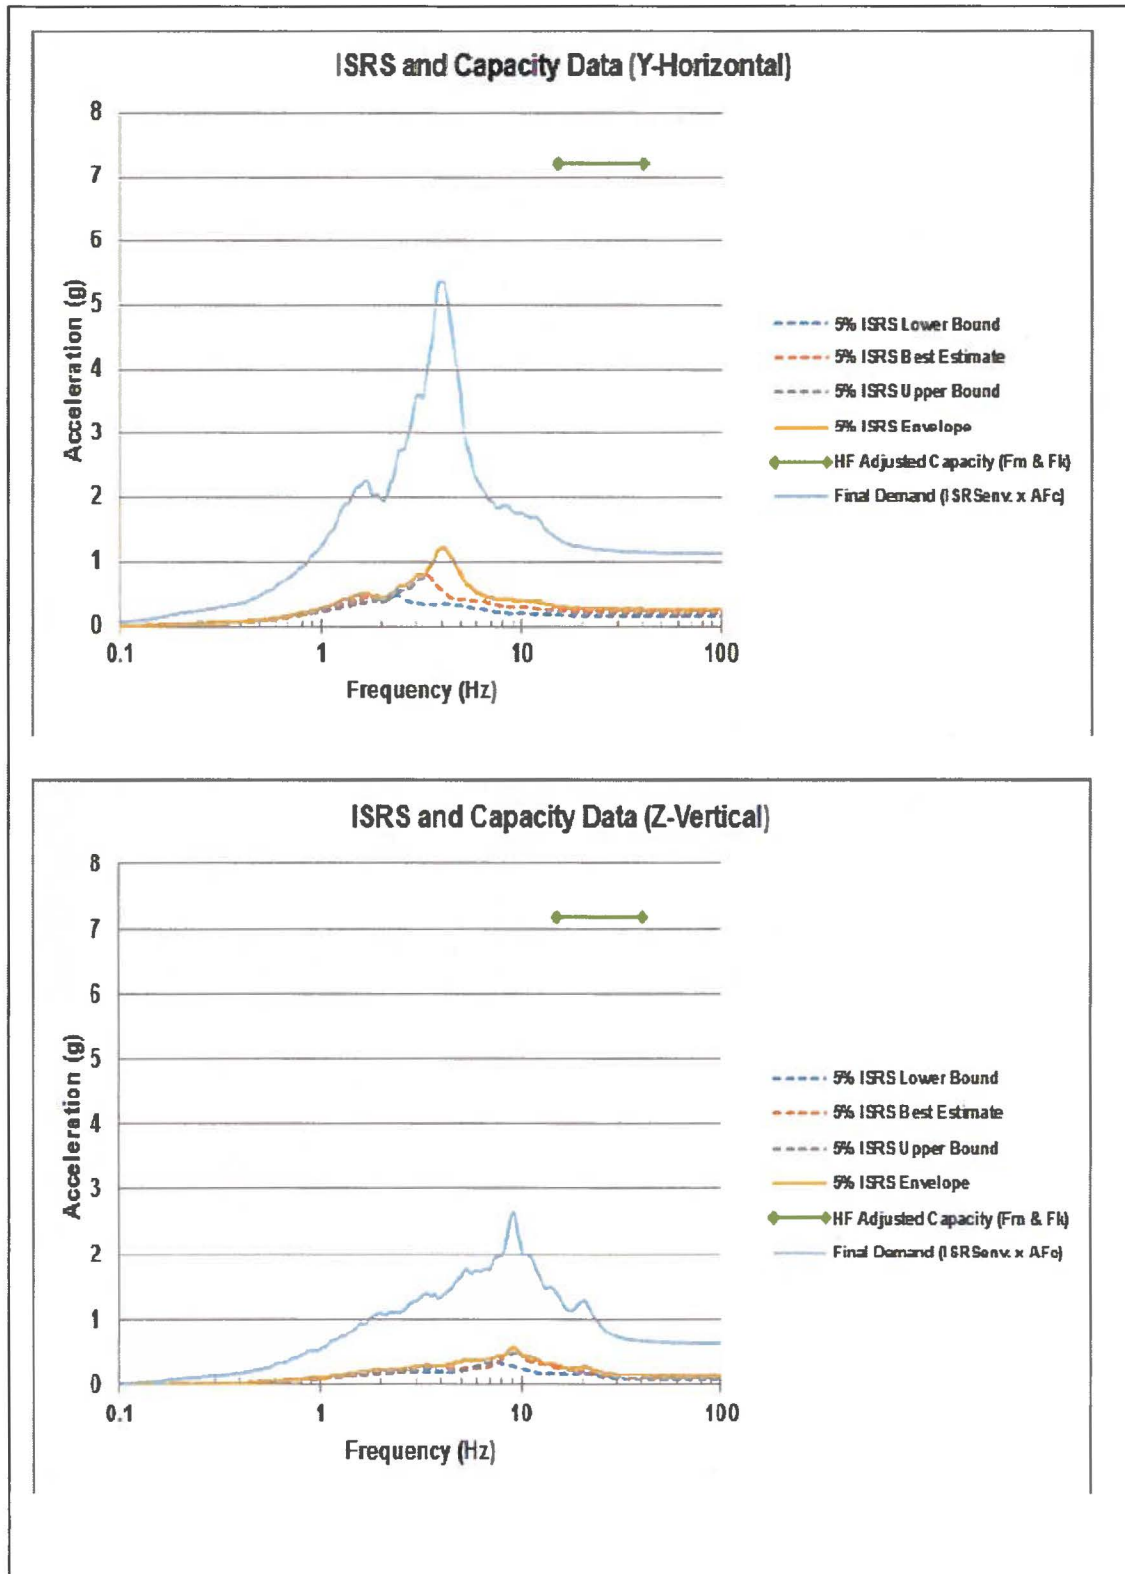 ISRS and Capacity Data (Y-Horizontal)
8
7
6
5
4
3
2
1
0
Acceleration (g)
0.1 1 10 100
Frequency (Hz)
5% ISRS Lower Bound
5% ISRS Best Estimate
5% ISRS Upper Bound
5% ISRS Envelope
HF Adjusted Capacity (Fm & Fk)
Final Demand (ISRSenv. x AFc)
ISRS and Capacity Data (Z-Vertical)
8
7
6
5
4
3
2
1
0
Acceleration (g)
0.1 1 10 100
Frequency (Hz)
5% ISRS Lower Bound
5% ISRS Best Estimate
5% ISRS Upper Bound
5% ISRS Envelope
HF Adjusted Capacity (Fm & Fk)
Final Demand (ISRSenv. x AFc)